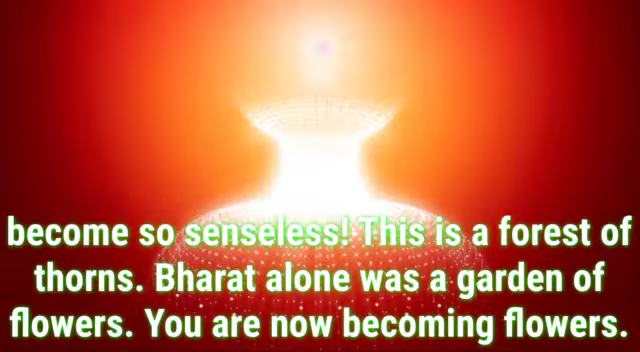 become so senseless! This is a forest of
thorns. Bharat alone was a garden of
flowers. You are now becoming flowers.